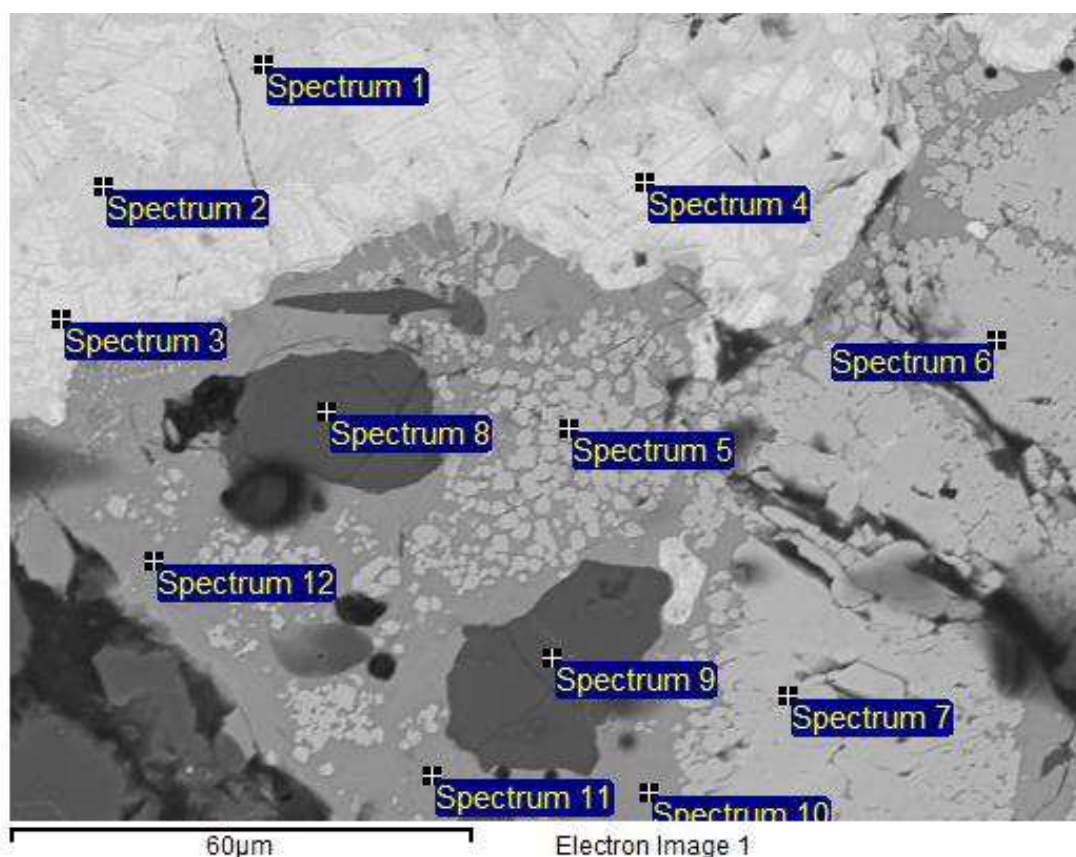 Spectrum 1
Spectrum 2
Spectrum 4
Spectrum 3
Spectrum 6
Spectrum 8
Spectrum 5
Spectrum 12
Spectrum 9
Spectrum 7
Spectrum 11
Spectrum 10
60µm
Electron Image 1